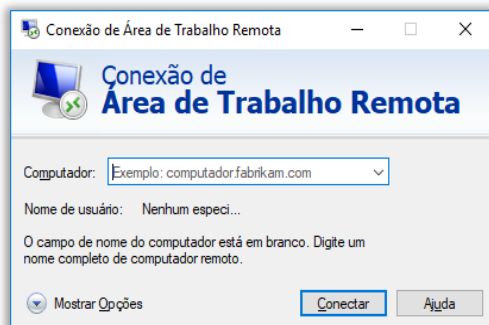 Conexão de Área de Trabalho Remota
Conexão de
Área de Trabalho Remota
Computador: Exemplo: computador.fabrikam.com
Nome de usuário: Nenhum especi...
O campo de nome do computador está em branco. Digite um
nome completo de computador remoto.
Mostrar Opções Conectar Ajuda